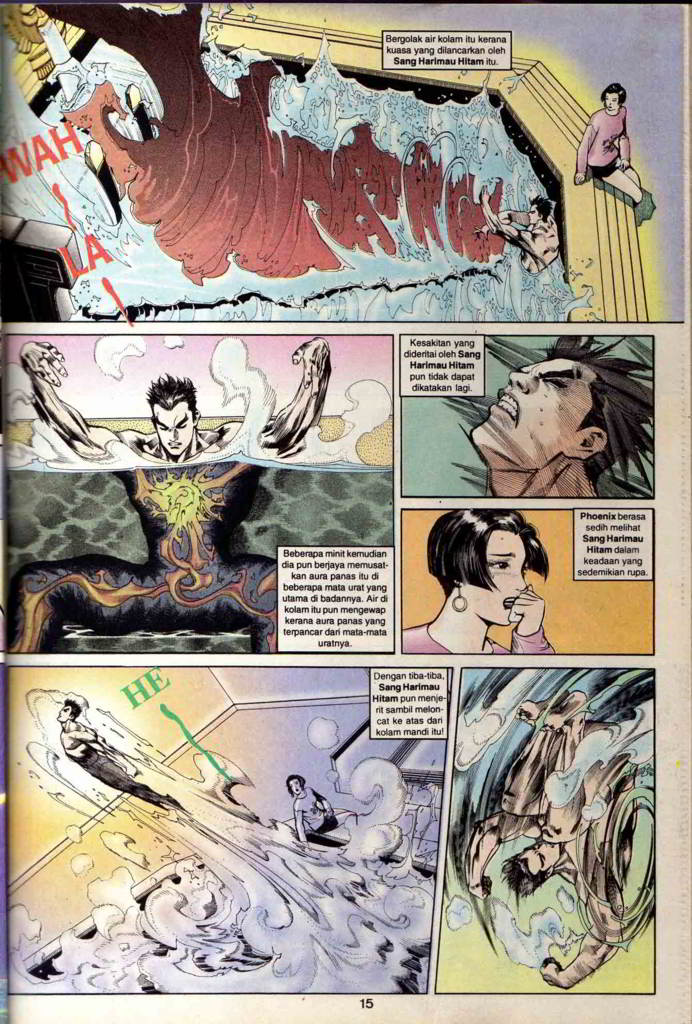 Bergolak air kolam itu kerana
kuasa yang dilancarkan oleh
Sang Harimau Hitam itu.
WAH
LA
Kesakitan yang
dideritai oleh Sang
Harimau Hitam
pun tidak dapat
dikatakan lagi.
Beberapa minit kemudian
dia pun berjaya memusat-
kan aura panas itu di
beberapa mata urat yang
utama di badannya. Air di
kolam itu pun mengewap
kerana aura panas yang
terpancar dari mata-mata
uratnya.
Phoenix berasa
sedih melihat
Sang Harimau
Hitam dalam
keadaan yang
sedemikian rupa.
HE
Dengan tiba-tiba,
Sang Harimau
Hitam pun menje-
rit sambil melon-
cat ke atas dari
kolam mandi itu!
15